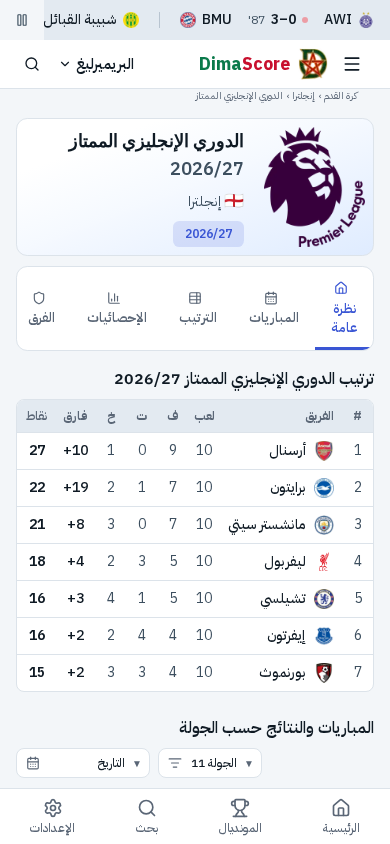 AWI 0–3 87' BMU شبيبة القبائل
DimaScore البريميرليغ
كرة القدم › إنجلترا › الدوري الإنجليزي الممتاز
Premier League
الدوري الإنجليزي الممتاز
2026/27
إنجلترا
2026/27
نظرة عامة المباريات الترتيب الإحصائيات الفرق
ترتيب الدوري الإنجليزي الممتاز 2026/27
# الفريق لعب ف ت خ فارق نقاط
1 أرسنال 10 9 0 1 +10 27
2 برايتون 10 7 1 2 +19 22
3 مانشستر سيتي 10 7 0 3 +8 21
4 ليفربول 10 5 3 2 +4 18
5 تشيلسي 10 5 1 4 +3 16
6 إيفرتون 10 4 4 2 +2 16
7 بورنموث 10 4 3 3 +2 15
المباريات والنتائج حسب الجولة
الجولة 11 التاريخ
الرئيسية المونديال بحث الإعدادات